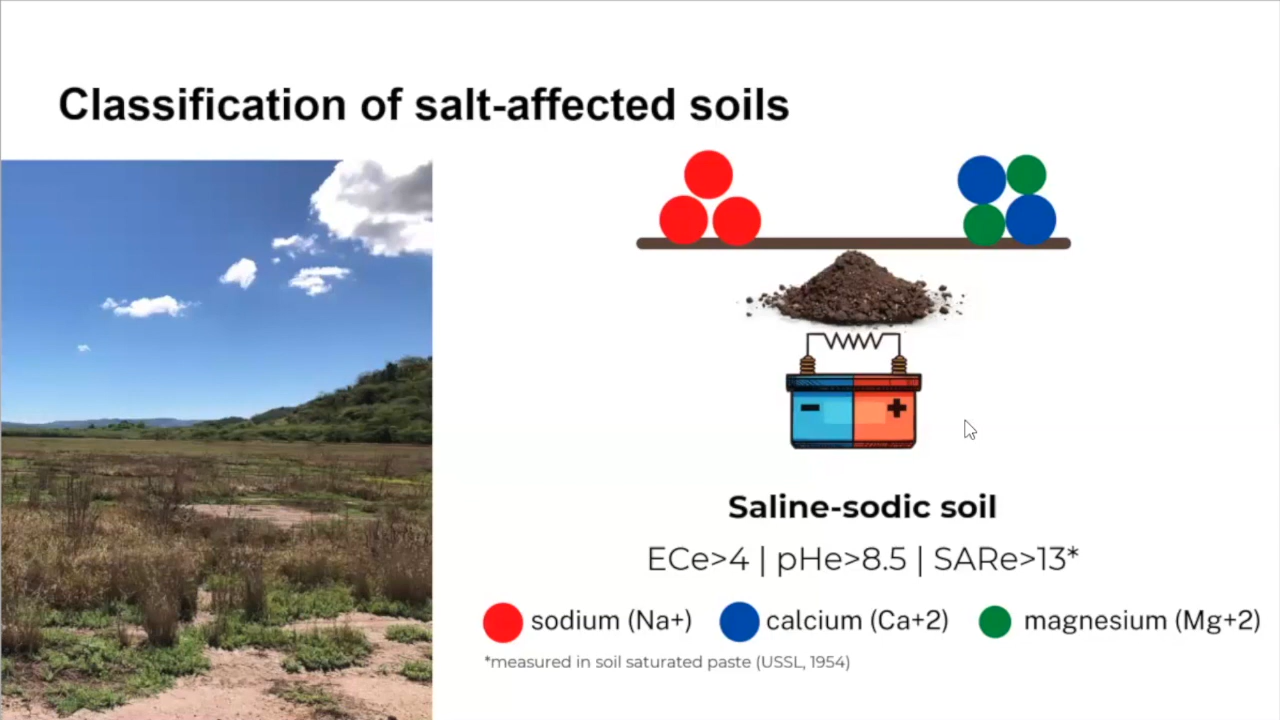 Classification of salt-affected soils
Saline-sodic soil
ECe>4 | pHe>8.5 | SARe>13*
sodium (Na+) calcium (Ca+2) magnesium (Mg+2)
*measured in soil saturated paste (USSL, 1954)